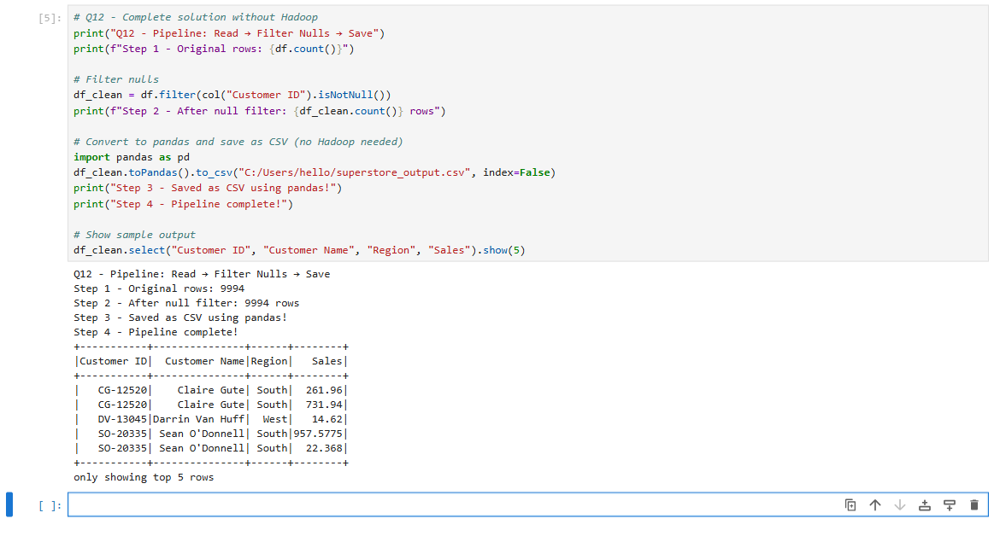 [5]:
# Q12 - Complete solution without Hadoop
print("Q12 - Pipeline: Read → Filter Nulls → Save")
print(f"Step 1 - Original rows: {df.count()}")
# Filter nulls
df_clean = df.filter(col("Customer ID").isNotNull())
print(f"Step 2 - After null filter: {df_clean.count()} rows")
# Convert to pandas and save as CSV (no Hadoop needed)
import pandas as pd
df_clean.toPandas().to_csv("C:/Users/hello/superstore_output.csv", index=False)
print("Step 3 - Saved as CSV using pandas!")
print("Step 4 - Pipeline complete!")
# Show sample output
df_clean.select("Customer ID", "Customer Name", "Region", "Sales").show(5)
Q12 - Pipeline: Read → Filter Nulls → Save
Step 1 - Original rows: 9994
Step 2 - After null filter: 9994 rows
Step 3 - Saved as CSV using pandas!
Step 4 - Pipeline complete!
+-----------+---------------+------+--------+
|Customer ID|  Customer Name|Region|   Sales|
+-----------+---------------+------+--------+
|   CG-12520|    Claire Gute| South|  261.96|
|   CG-12520|    Claire Gute| South|  731.94|
|   DV-13045|Darrin Van Huff|  West|   14.62|
|   SO-20335| Sean O'Donnell| South|957.5775|
|   SO-20335| Sean O'Donnell| South|  22.368|
+-----------+---------------+------+--------+
only showing top 5 rows
[ ]: